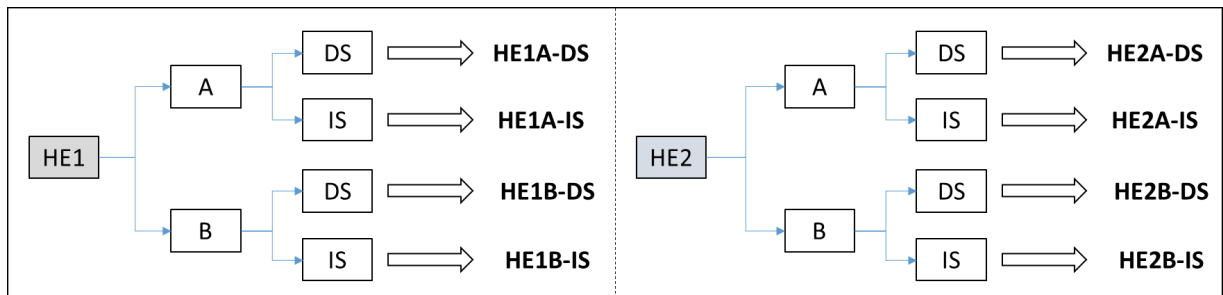 HE1
A
DS
HE1A-DS
IS
HE1A-IS
B
DS
HE1B-DS
IS
HE1B-IS
HE2
A
DS
HE2A-DS
IS
HE2A-IS
B
DS
HE2B-DS
IS
HE2B-IS